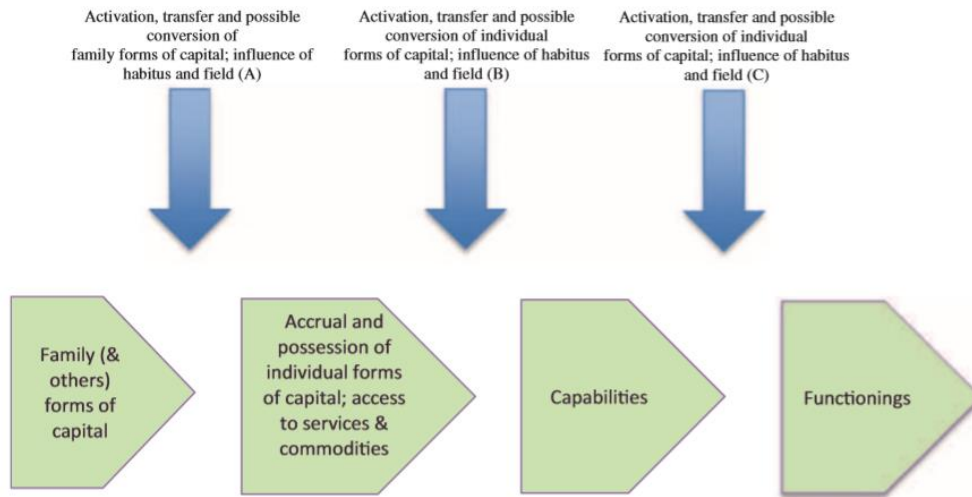 Activation, transfer and possible
conversion of
family forms of capital; influence of
habitus and field (A)
Activation, transfer and possible
conversion of individual
forms of capital; influence of habitus
and field (B)
Activation, transfer and possible
conversion of individual
forms of capital; influence of habitus
and field (C)
Family (&
others)
forms of
capital
Accrual and
possession of
individual forms
of capital; access
to services &
commodities
Capabilities
Functionings